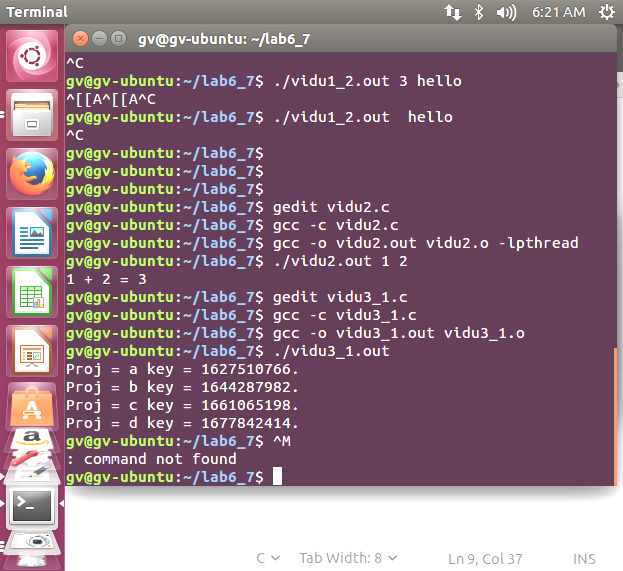 Terminal
6:21 AM
gv@gv-ubuntu: ~/lab6_7
^C
gv@gv-ubuntu:~/lab6_7$ ./vidu1_2.out 3 hello
^[[A^[[A^C
gv@gv-ubuntu:~/lab6_7$ ./vidu1_2.out  hello
^C
gv@gv-ubuntu:~/lab6_7$
gv@gv-ubuntu:~/lab6_7$
gv@gv-ubuntu:~/lab6_7$
gv@gv-ubuntu:~/lab6_7$ gedit vidu2.c
gv@gv-ubuntu:~/lab6_7$ gcc -c vidu2.c
gv@gv-ubuntu:~/lab6_7$ gcc -o vidu2.out vidu2.o -lpthread
gv@gv-ubuntu:~/lab6_7$ ./vidu2.out 1 2
1 + 2 = 3
gv@gv-ubuntu:~/lab6_7$ gedit vidu3_1.c
gv@gv-ubuntu:~/lab6_7$ gcc -c vidu3_1.c
gv@gv-ubuntu:~/lab6_7$ gcc -o vidu3_1.out vidu3_1.o
gv@gv-ubuntu:~/lab6_7$ ./vidu3_1.out
Proj = a key = 1627510766.
Proj = b key = 1644287982.
Proj = c key = 1661065198.
Proj = d key = 1677842414.
gv@gv-ubuntu:~/lab6_7$ ^M
: command not found
gv@gv-ubuntu:~/lab6_7$
C Tab Width: 8 Ln 9, Col 37 INS